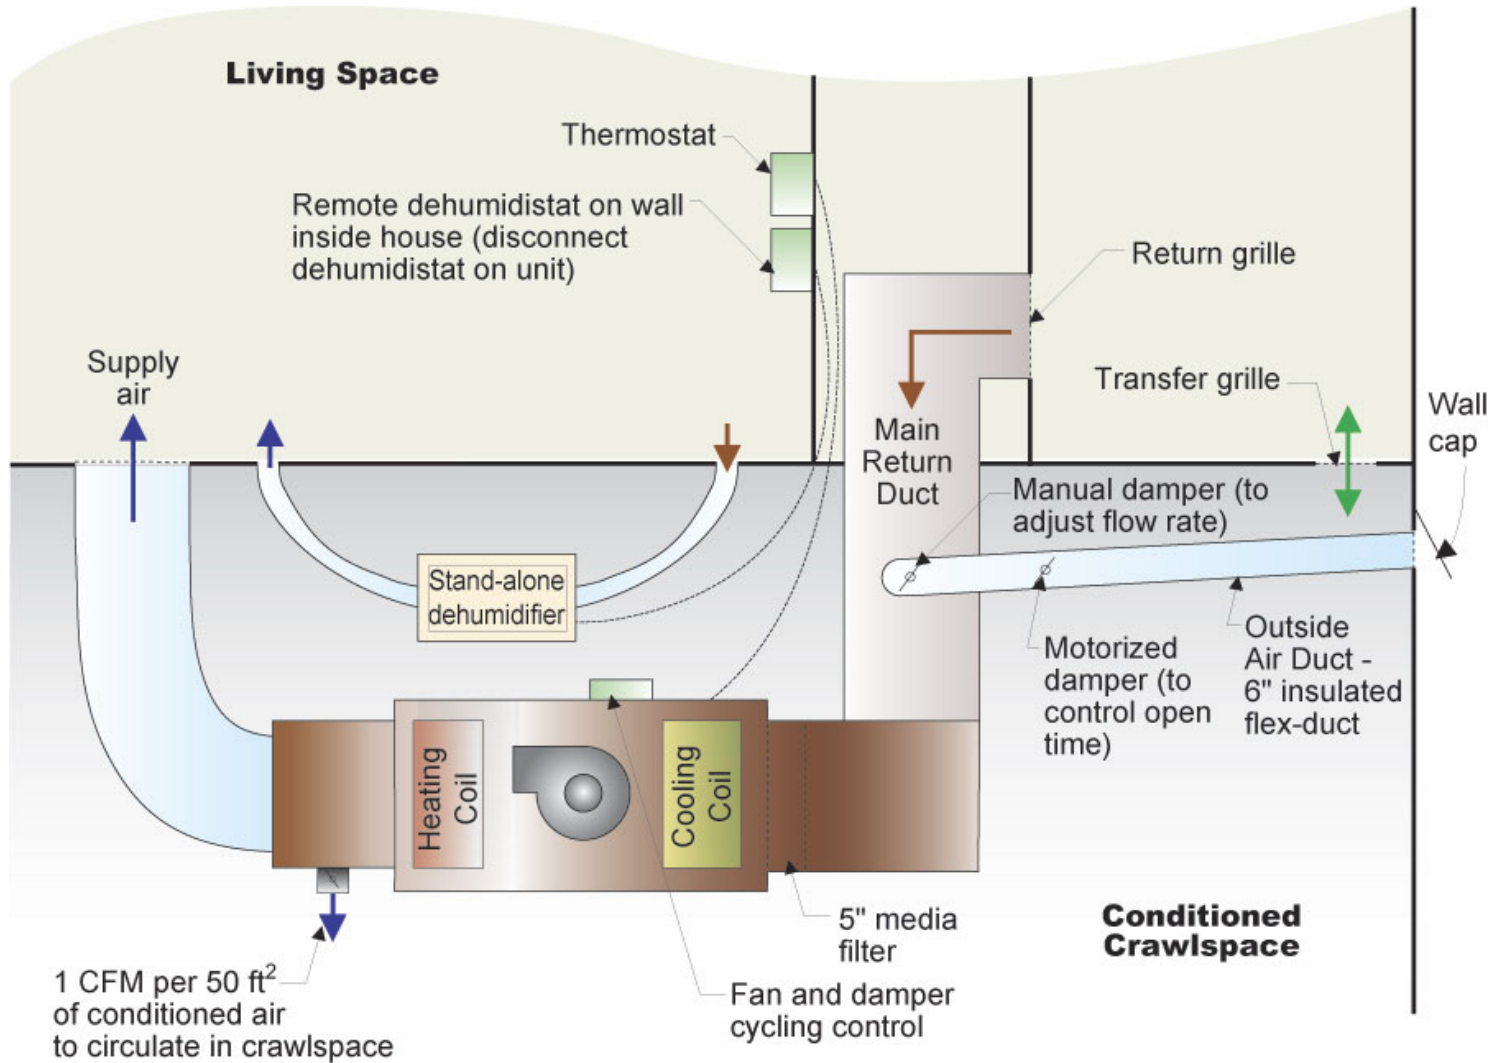 Living Space
Thermostat
Remote dehumidistat on wall
inside house (disconnect
dehumidistat on unit)
Return grille
Supply
air
Transfer grille
Wall
cap
Main
Return
Duct
Manual damper (to
adjust flow rate)
Stand-alone
dehumidifier
Motorized
damper (to
control open
time)
Outside
Air Duct -
6" insulated
flex-duct
Heating
Coil
Cooling
Coil
5" media
filter
Conditioned
Crawlspace
1 CFM per 50 ft²
of conditioned air
to circulate in crawlspace
Fan and damper
cycling control